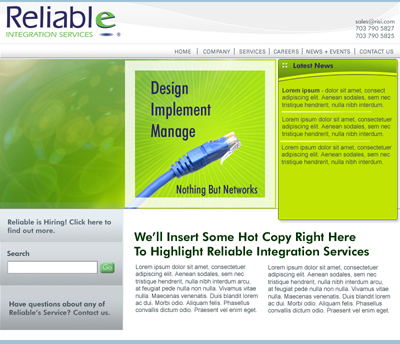 Reliable
INTEGRATION SERVICES
sales@risi.com
703 790 5827
703 790 5825
HOME | COMPANY | SERVICES | CAREERS | NEWS + EVENTS | CONTACT US
Design
Implement
Manage
Nothing But Networks
Latest News
Lorem ipsum - dolor sit amet, consect
adipiscing elit. Aenean sodales, sem nec
tristique hendrerit, nulla nibh interdum.
Lorem ipsum dolor sit amet, consectetuer
adipiscing elit. Aenean sodales, sem nec
tristique hendrerit, nulla nibh interdum.
Lorem ipsum dolor sit amet, consectetuer
adipiscing elit. Aenean sodales, sem nec
tristique hendrerit, nulla nibh interdum.
Reliable is Hiring! Click here to
find out more.
Search
Go
Have questions about any of
Reliable's Service? Contact us.
We'll Insert Some Hot Copy Right Here
To Highlight Reliable Integration Services
Lorem ipsum dolor sit amet, consectetuer
adipiscing elit. Aenean sodales, sem nec
tristique hendrerit, nulla nibh interdum arcu,
at feugiat pede nulla non nulla. Vivamus
nulla. Maecenas venenatis. Duis blandit lorem
ac dui. Morbi odio. Aliquam felis. Phasellus
convallis dictum erat. Praesent vel enim eget.
Lorem ipsum dolor sit amet, consectetuer
adipiscing elit. Aenean sodales, sem nec
tristique hendrerit, nulla nibh interdum arcu,
at feugiat pede nulla non nulla. Vivamus
nulla. Maecenas venenatis. Duis blandit lorem
ac dui. Morbi odio. Aliquam felis. Phasellus
convallis dictum erat. Praesent vel enim eget.